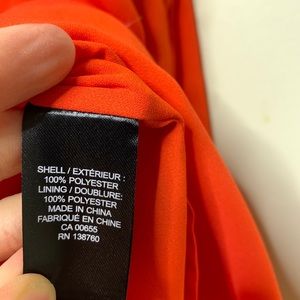 SHELL / EXTÉRIEUR :
100% POLYESTER
LINING / DOUBLURE:
100% POLYESTER
MADE IN CHINA
FABRIQUÉ EN CHINE
CA 00655
RN 138760